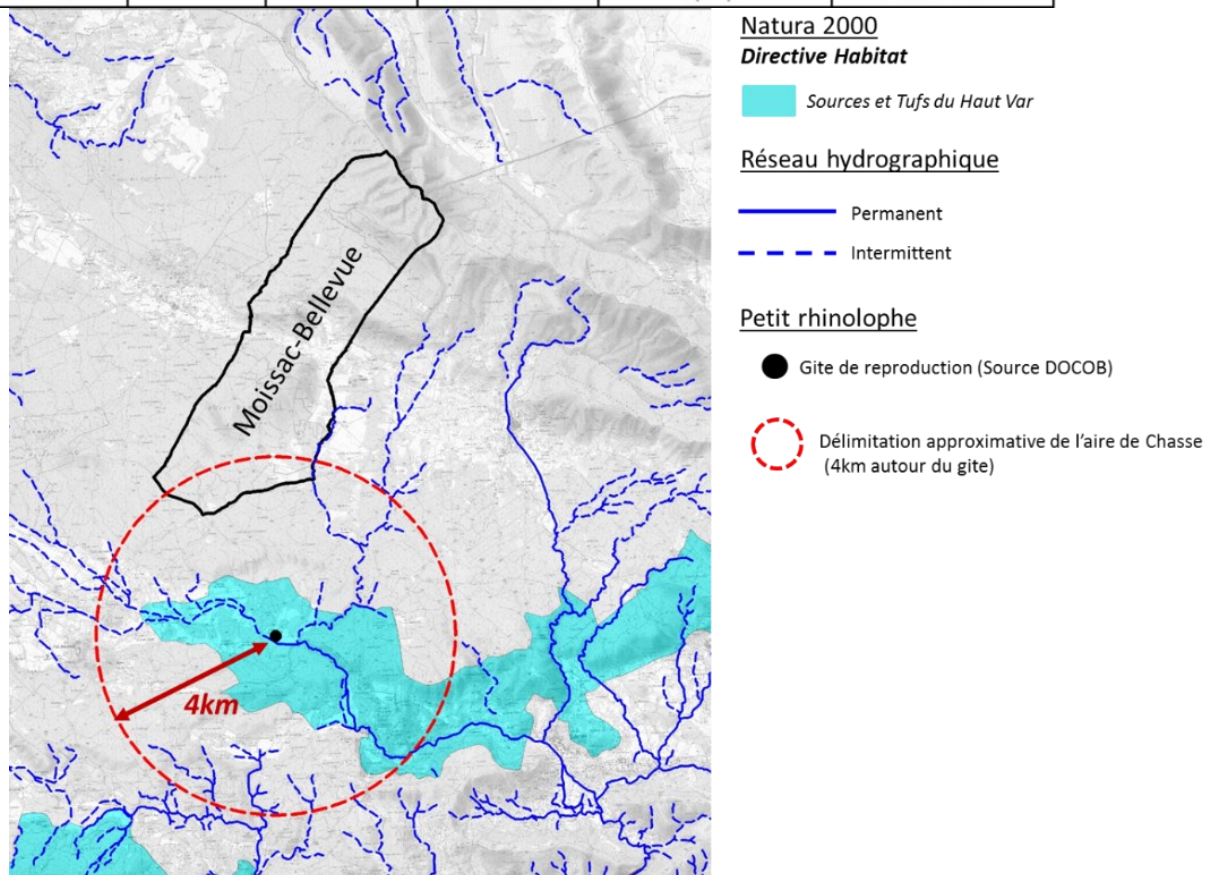 Natura 2000
Directive Habitat
Sources et Tufs du Haut Var
Réseau hydrographique
Permanent
Intermittent
Petit rhinolophe
Gite de reproduction (Source DOCOB)
Délimitation approximative de l'aire de Chasse
(4km autour du gite)
Moissac-Bellevue
4km